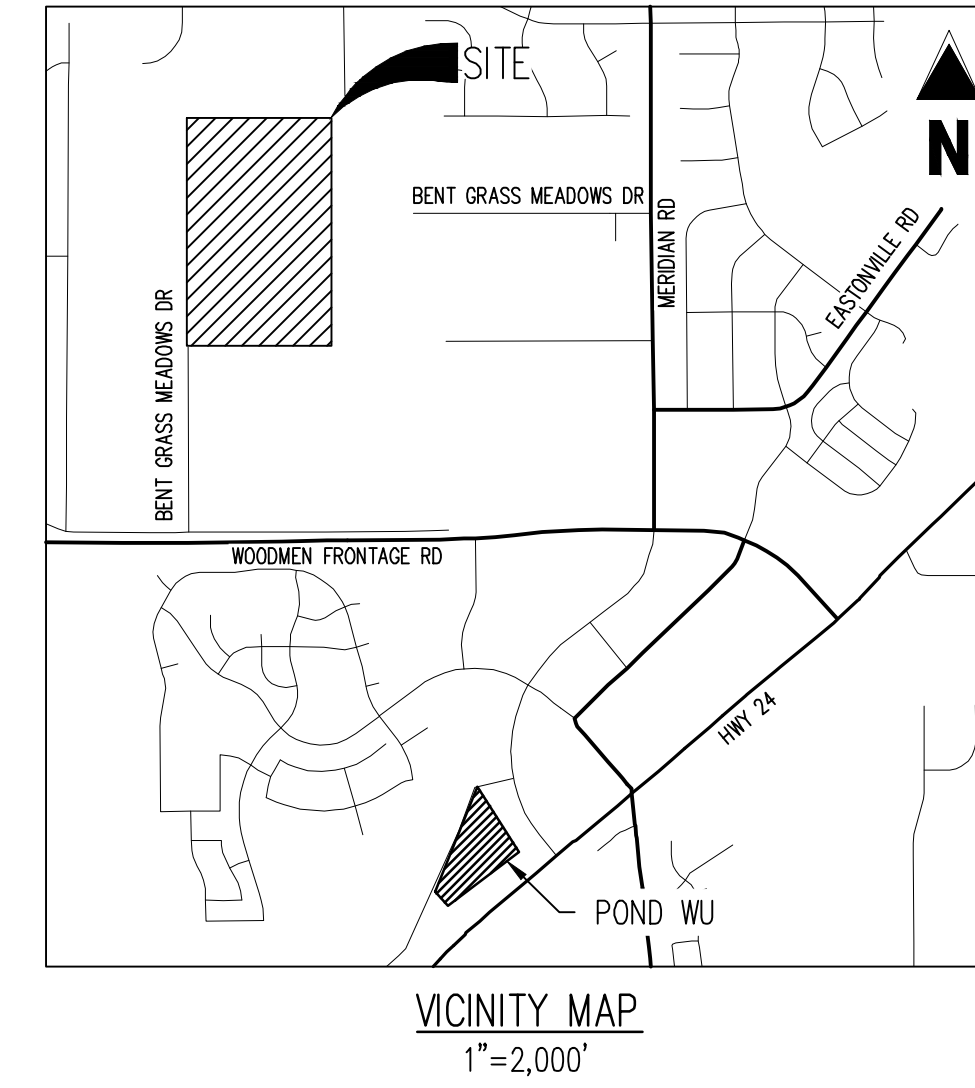 SITE
N
BENT GRASS MEADOWS DR
MERIDIAN RD
EASTONVILLE RD
BENT GRASS MEADOWS DR
WOODMEN FRONTAGE RD
HWY 24
POND WU
VICINITY MAP
1"=2,000'